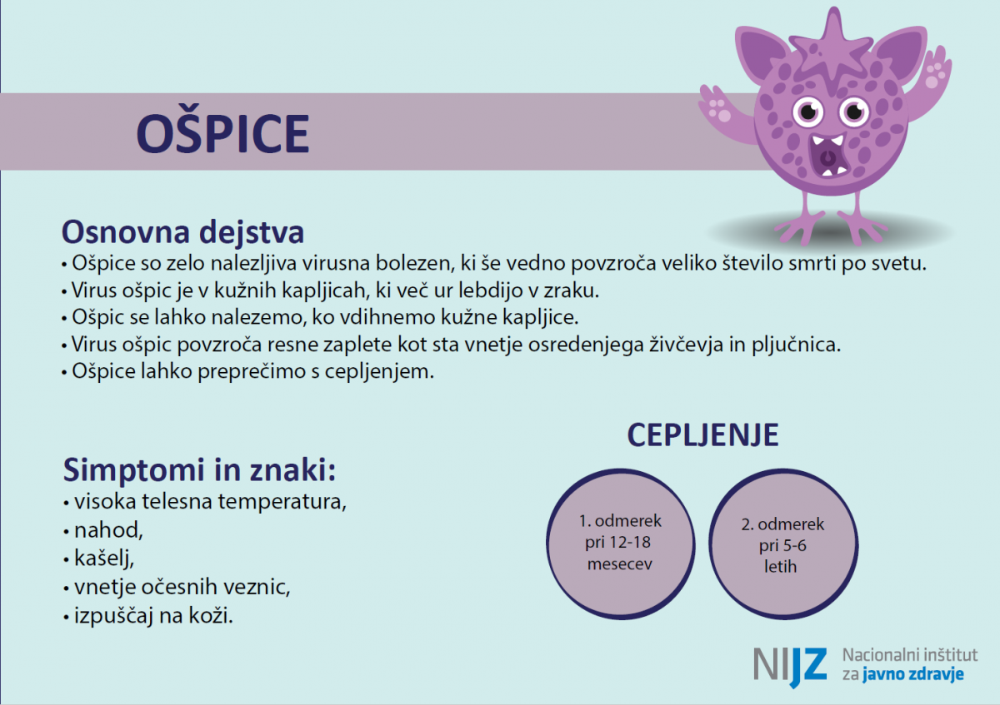 OŠPICE
Osnovna dejstva
• Ošpice so zelo nalezljiva virusna bolezen, ki še vedno povzroča veliko število smrti po svetu.
• Virus ošpic je v kužnih kapljicah, ki več ur lebdijo v zraku.
• Ošpic se lahko nalezemo, ko vdihnemo kužne kapljice.
• Virus ošpic povzroča resne zaplete kot sta vnetje osredenjega živčevja in pljučnica.
• Ošpice lahko preprečimo s cepljenjem.
Simptomi in znaki:
• visoka telesna temperatura,
• nahod,
• kašelj,
• vnetje očesnih veznic,
• izpuščaj na koži.
CEPLJENJE
1. odmerek
pri 12-18
mesecev
2. odmerek
pri 5-6
letih
NIJZ
Nacionalni inštitut
za javno zdravje